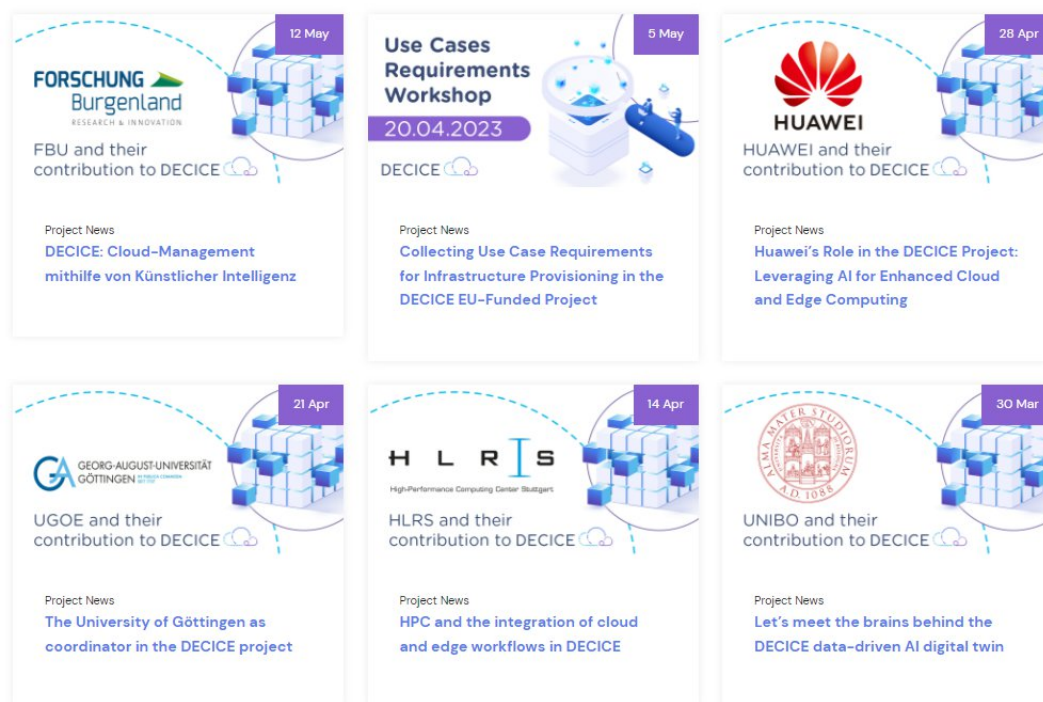 12 May
FORSCHUNG
Burgenland
RESEARCH & INNOVATION
FBU and their
contribution to DECICE
Project News
DECICE: Cloud-Management
mithilfe von Künstlicher Intelligenz
5 May
Use Cases
Requirements
Workshop
20.04.2023
DECICE
Project News
Collecting Use Case Requirements
for Infrastructure Provisioning in the
DECICE EU-Funded Project
28 Apr
HUAWEI
HUAWEI and their
contribution to DECICE
Project News
Huawei's Role in the DECICE Project:
Leveraging AI for Enhanced Cloud
and Edge Computing
21 Apr
GEORG-AUGUST-UNIVERSITÄT
GÖTTINGEN
UGOE and their
contribution to DECICE
Project News
The University of Göttingen as
coordinator in the DECICE project
14 Apr
HLRIS
High-Performance Computing Center Stuttgart
HLRS and their
contribution to DECICE
Project News
HPC and the integration of cloud
and edge workflows in DECICE
30 Mar
ALMA MATER STUDIORUM
A.D. 1088
UNIBO and their
contribution to DECICE
Project News
Let's meet the brains behind the
DECICE data-driven AI digital twin